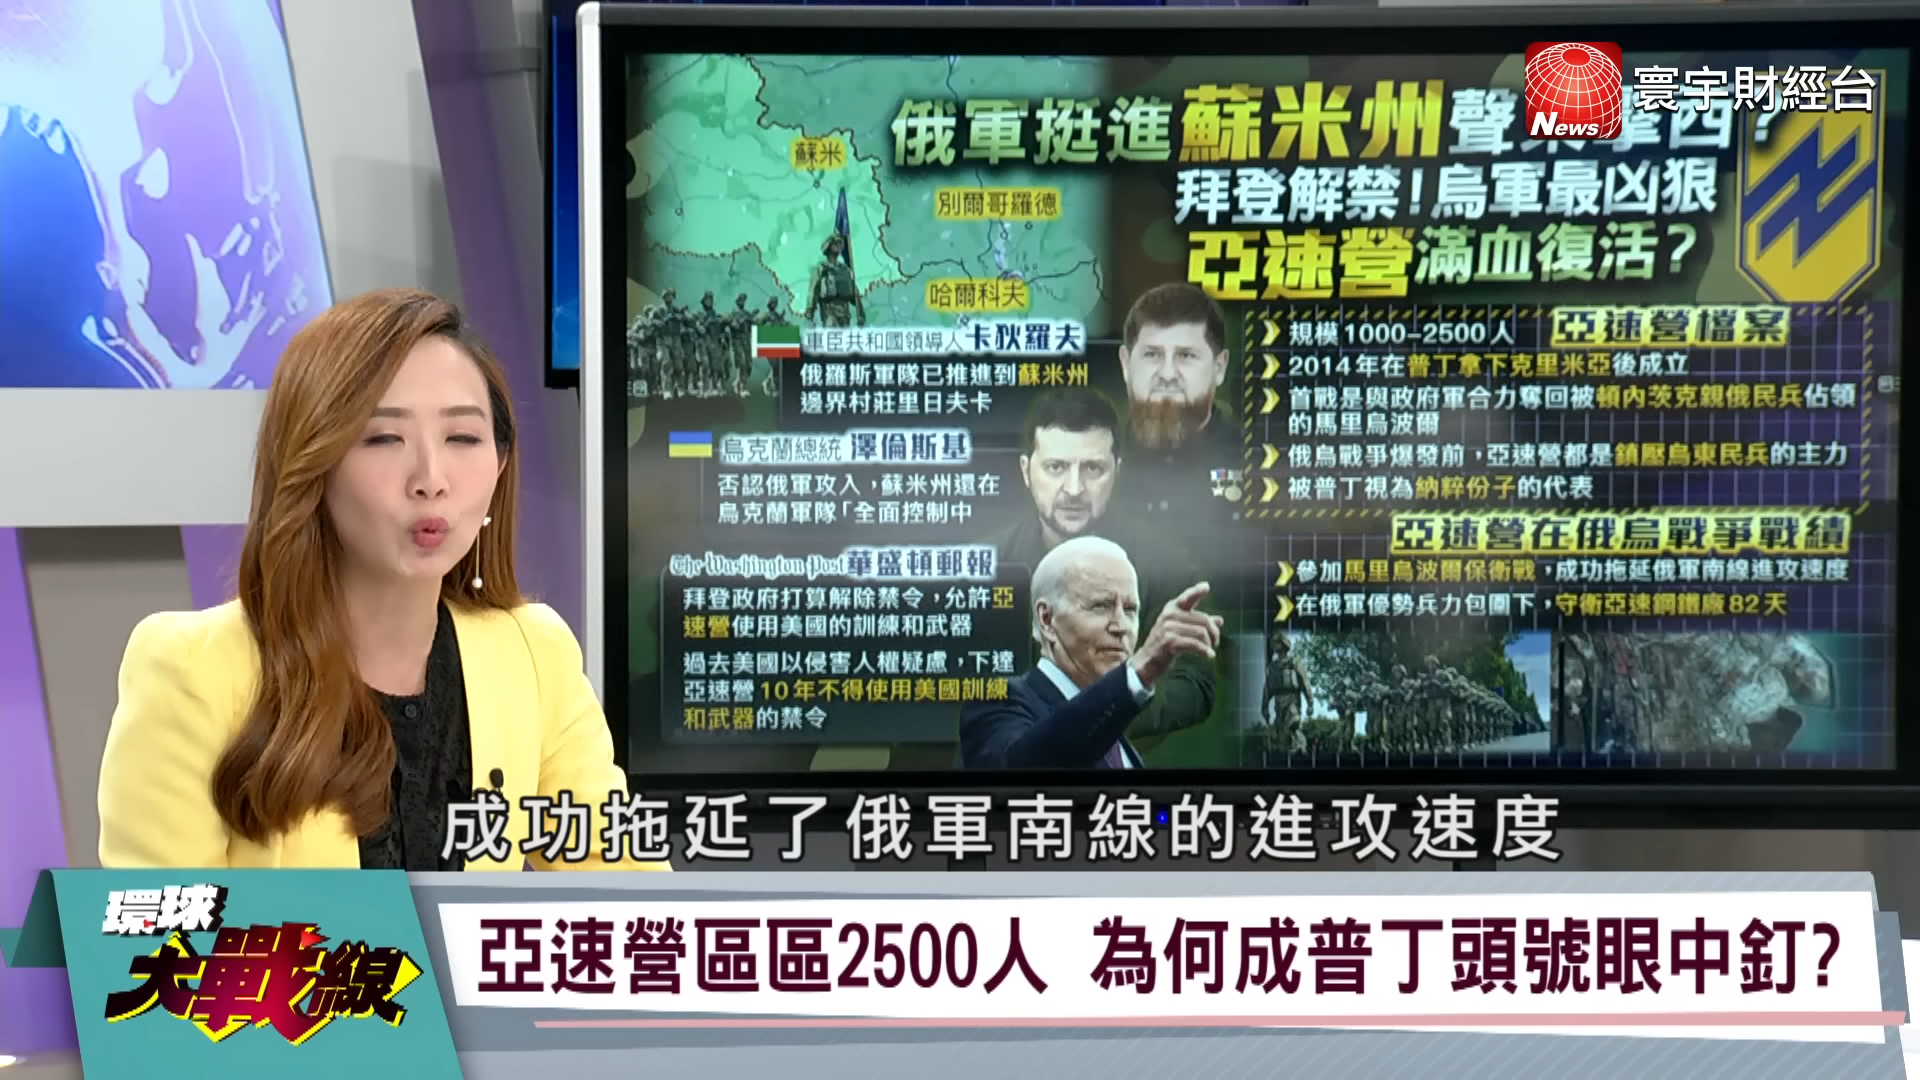 News 寰宇財經台
俄軍挺進蘇米州聲東擊西?
拜登解禁!烏軍最凶狠
亞速營滿血復活?
蘇米
別爾哥羅德
哈爾科夫
車臣共和國領導人 卡狄羅夫
俄羅斯軍隊已推進到蘇米州
邊界村莊里日夫卡
烏克蘭總統 澤倫斯基
否認俄軍攻入,蘇米州還在
烏克蘭軍隊「全面控制中
The Washington Post 華盛頓郵報
拜登政府打算解除禁令,允許亞
速營使用美國的訓練和武器
過去美國以侵害人權疑慮,下達
亞速營10年不得使用美國訓練
和武器的禁令
亞速營檔案
規模1000-2500人
2014年在普丁拿下克里米亞後成立
首戰是與政府軍合力奪回被頓內茨克親俄民兵佔領
的馬里烏波爾
俄烏戰爭爆發前,亞速營都是鎮壓烏東民兵的主力
被普丁視為納粹份子的代表
亞速營在俄烏戰爭戰績
參加馬里烏波爾保衛戰,成功拖延俄軍南線進攻速度
在俄軍優勢兵力包圍下,守衛亞速鋼鐵廠82天
成功拖延了俄軍南線的進攻速度
環球
大戰線
亞速營區區2500人 為何成普丁頭號眼中釘?